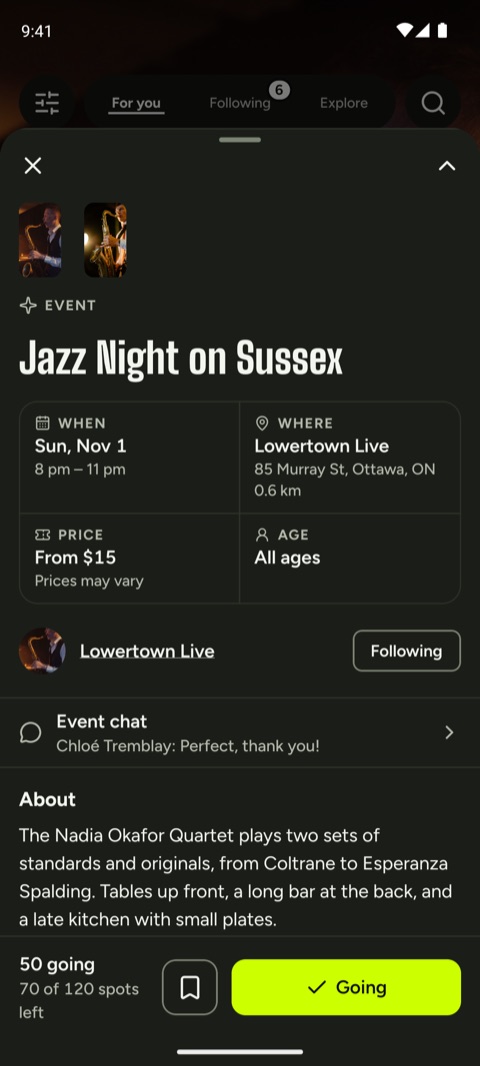 9:41
For you
Following
6
Explore
EVENT
Jazz Night on Sussex
WHEN
Sun, Nov 1
8 pm – 11 pm
WHERE
Lowertown Live
85 Murray St, Ottawa, ON
0.6 km
PRICE
From $15
Prices may vary
AGE
All ages
Lowertown Live
Following
Event chat
Chloé Tremblay: Perfect, thank you!
About
The Nadia Okafor Quartet plays two sets of
standards and originals, from Coltrane to Esperanza
Spalding. Tables up front, a long bar at the back, and
a late kitchen with small plates.
50 going
70 of 120 spots
left
Going